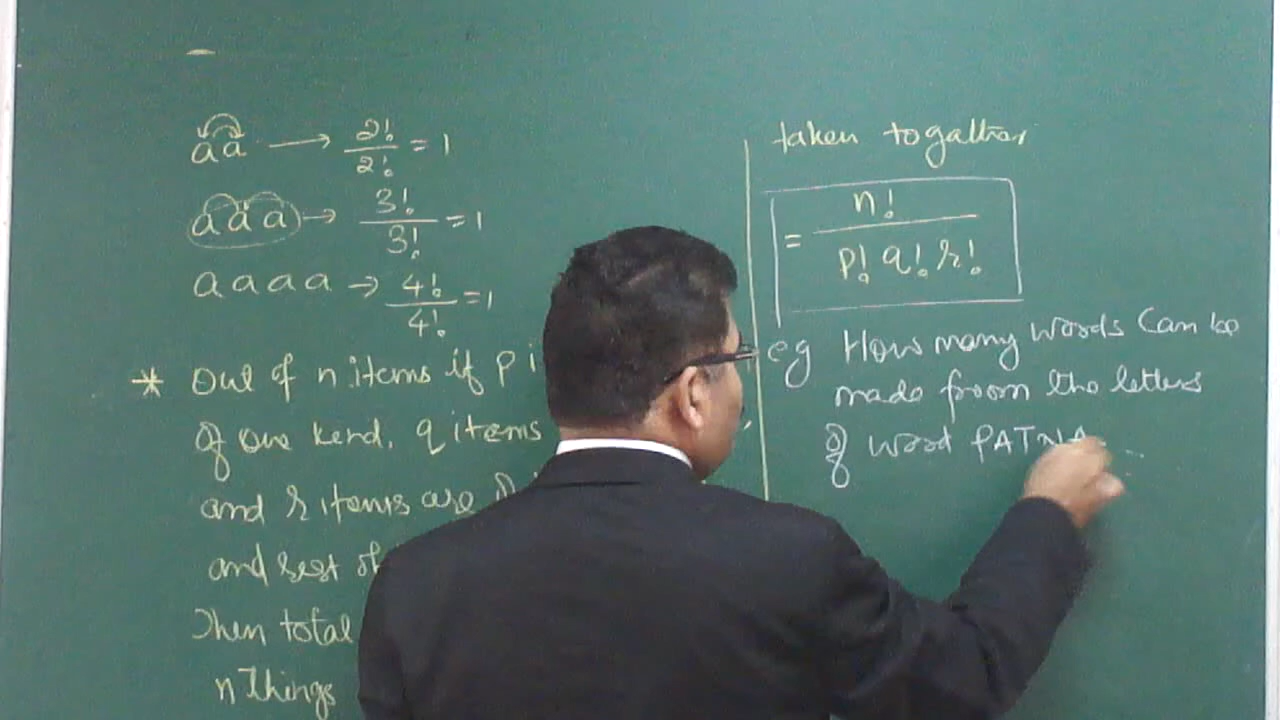 aa → 2!/2! = 1
aaa → 3!/3! = 1
aaaa → 4!/4! = 1
* Out of n items if p i
of one kend, q items
and r items are
and rest of
Then total
n Things
taken togather
= n!/p! q! r!
eg How many words Can be
made from the letters
of word PATNA